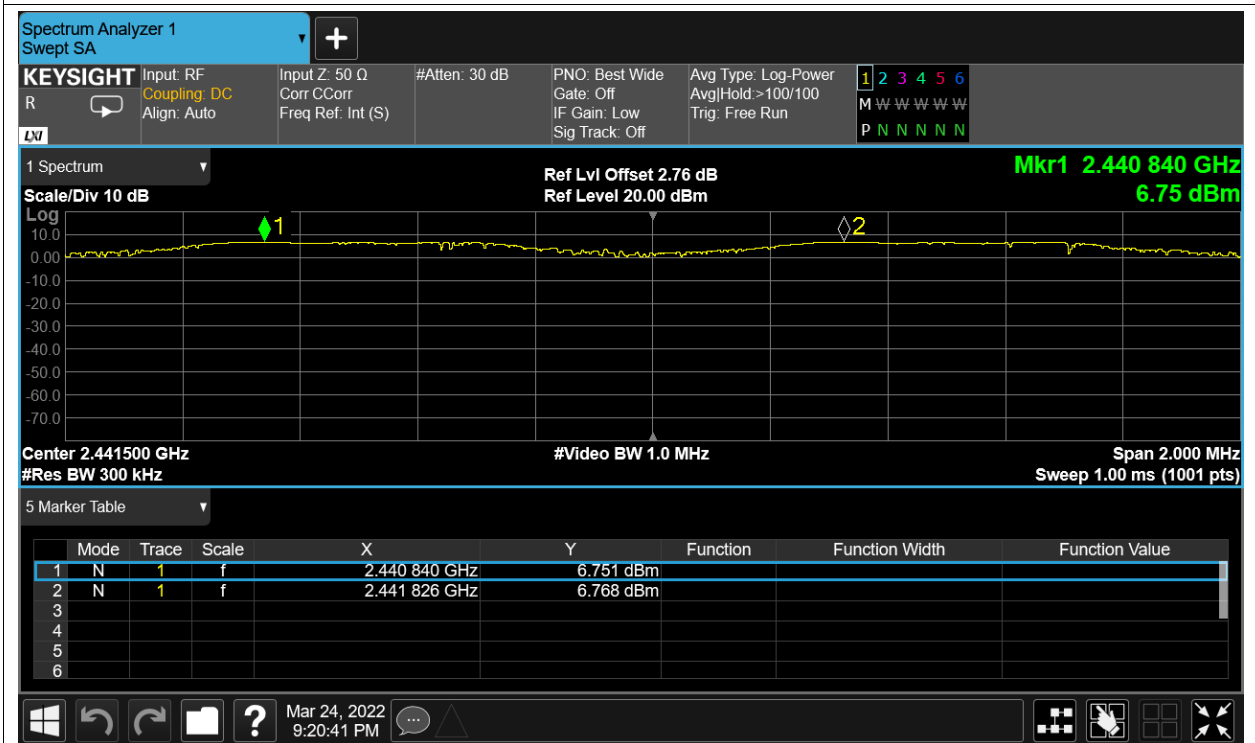 Spectrum Analyzer 1
Swept SA
+
KEYSIGHT Input: RF Input Z: 50 Ω #Atten: 30 dB PNO: Best Wide Avg Type: Log-Power 1 2 3 4 5 6
R Coupling: DC Corr CCorr Gate: Off Avg|Hold:>100/100 M W W W W W
Align: Auto Freq Ref: Int (S) IF Gain: Low Trig: Free Run
LXI Sig Track: Off P N N N N N
1 Spectrum Ref Lvl Offset 2.76 dB Mkr1 2.440 840 GHz
Scale/Div 10 dB Ref Level 20.00 dBm 6.75 dBm
Log
1 2
10.0
0.00
-10.0
-20.0
-30.0
-40.0
-50.0
-60.0
-70.0
Center 2.441500 GHz #Video BW 1.0 MHz Span 2.000 MHz
#Res BW 300 kHz Sweep 1.00 ms (1001 pts)
5 Marker Table
Mode Trace Scale X Y Function Function Width Function Value
1 N 1 f 2.440 840 GHz 6.751 dBm
2 N 1 f 2.441 826 GHz 6.768 dBm
3
4
5
6
? Mar 24, 2022
9:20:41 PM